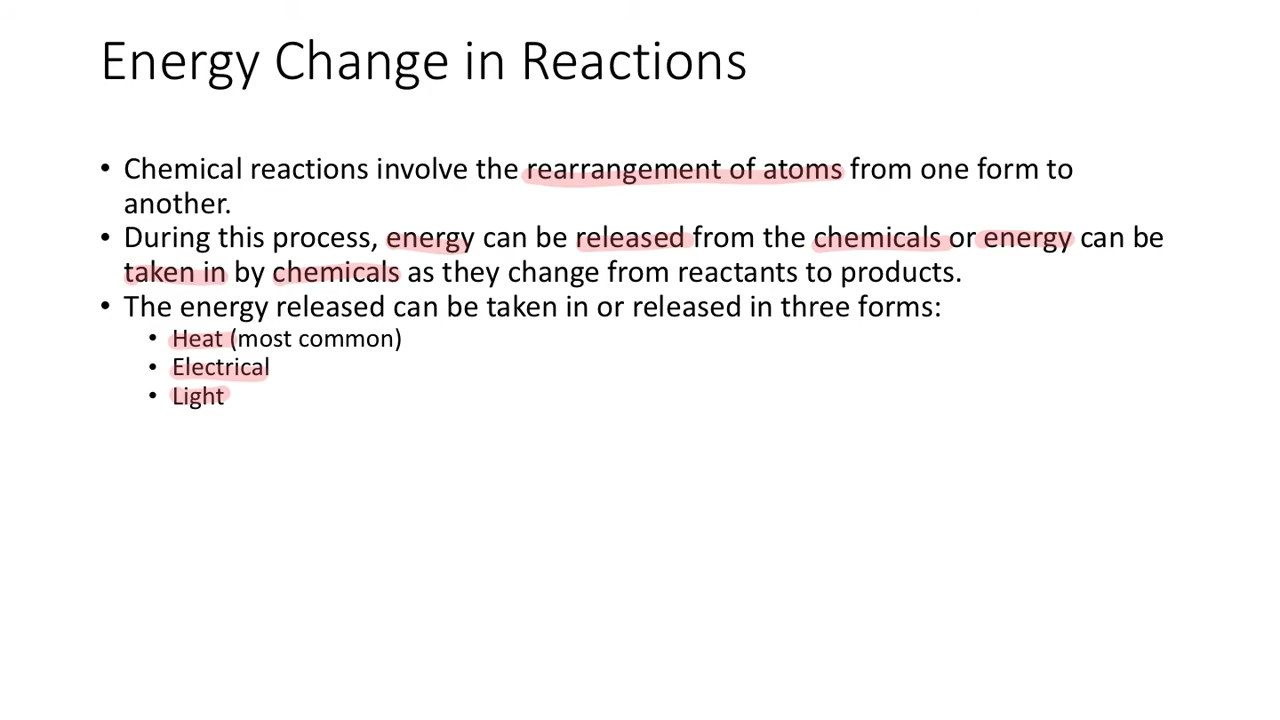 Energy Change in Reactions
• Chemical reactions involve the rearrangement of atoms from one form to
another.
• During this process, energy can be released from the chemicals or energy can be
taken in by chemicals as they change from reactants to products.
• The energy released can be taken in or released in three forms:
• Heat (most common)
• Electrical
• Light